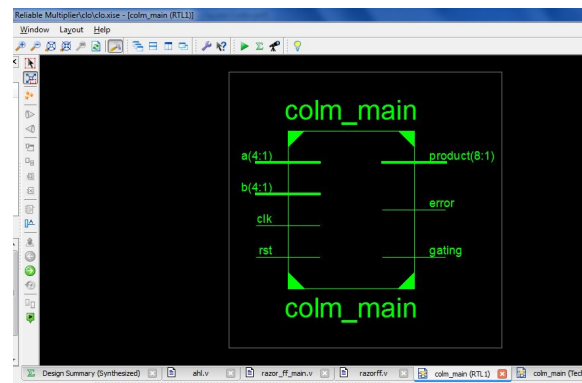 Reliable Multiplier\clo\clo.xise - [colm_main (RTL1)]
Window Layout Help
colm_main
a(4:1)
product(8:1)
b(4:1)
error
clk
rst
gating
colm_main
Design Summary (Synthesized)
ahl.v
razor_ff_main.v
razorff.v
colm_main (RTL1)
colm_main (Tec